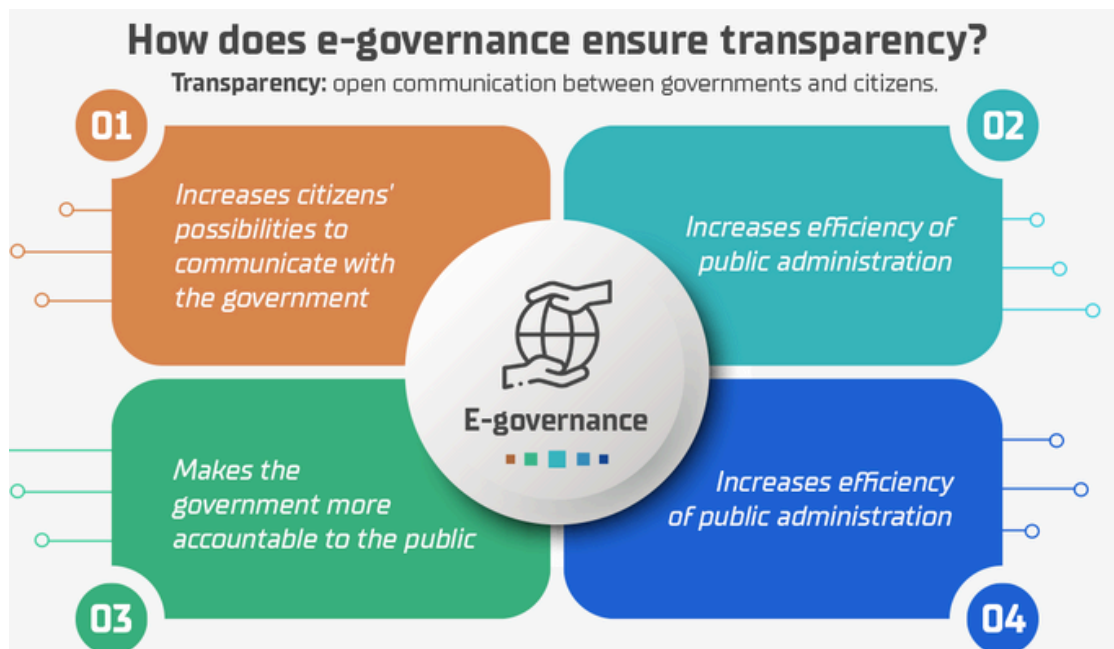 How does e-governance ensure transparency?
Transparency: open communication between governments and citizens.
01
Increases citizens'
possibilities to
communicate with
the government
02
Increases efficiency of
public administration
E-governance
03
Makes the
government more
accountable to the public
04
Increases efficiency
of public administration